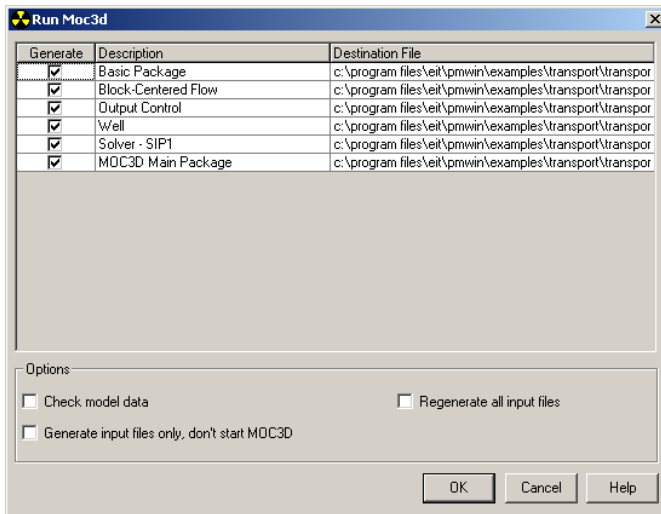 Run Moc3d
Generate Description Destination File
Basic Package c:\program files\eit\pmwin\examples\transport\transpor
Block-Centered Flow c:\program files\eit\pmwin\examples\transport\transpor
Output Control c:\program files\eit\pmwin\examples\transport\transpor
Well c:\program files\eit\pmwin\examples\transport\transpor
Solver - SIP1 c:\program files\eit\pmwin\examples\transport\transpor
MOC3D Main Package c:\program files\eit\pmwin\examples\transport\transpor
Options
Check model data Regenerate all input files
Generate input files only, don't start MOC3D
OK Cancel Help